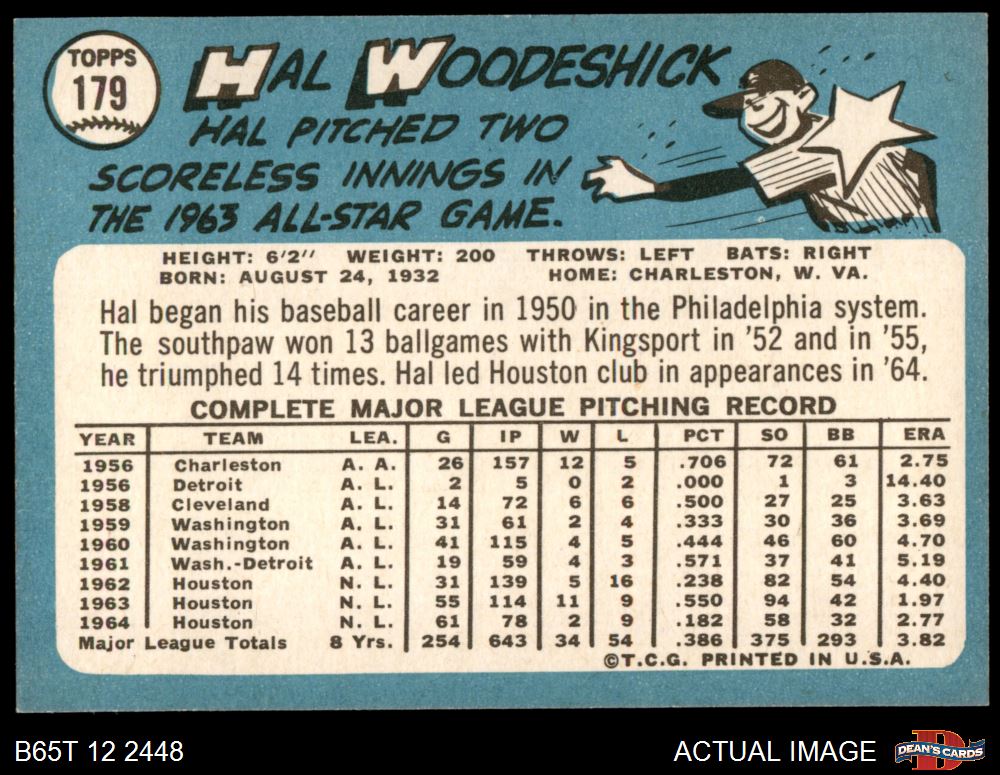 TOPPS
179
HAL WOODESHICK
HAL PITCHED TWO
SCORELESS INNINGS IN
THE 1963 ALL-STAR GAME.
HEIGHT: 6'2" WEIGHT: 200 THROWS: LEFT BATS: RIGHT
BORN: AUGUST 24, 1932 HOME: CHARLESTON, W. VA.
Hal began his baseball career in 1950 in the Philadelphia system.
The southpaw won 13 ballgames with Kingsport in '52 and in '55,
he triumphed 14 times. Hal led Houston club in appearances in '64.
COMPLETE MAJOR LEAGUE PITCHING RECORD
YEAR TEAM LEA. G IP W L PCT SO BB ERA
1956 Charleston A. A. 26 157 12 5 .706 72 61 2.75
1956 Detroit A. L. 2 5 0 2 .000 1 3 14.40
1958 Cleveland A. L. 14 72 6 6 .500 27 25 3.63
1959 Washington A. L. 31 61 2 4 .333 30 36 3.69
1960 Washington A. L. 41 115 4 5 .444 46 60 4.70
1961 Wash.-Detroit A. L. 19 59 4 3 .571 37 41 5.19
1962 Houston N. L. 31 139 5 16 .238 82 54 4.40
1963 Houston N. L. 55 114 11 9 .550 94 42 1.97
1964 Houston N. L. 61 78 2 9 .182 58 32 2.77
Major League Totals 8 Yrs. 254 643 34 54 .386 375 293 3.82
©T.C.G. PRINTED IN U.S.A.
B65T 12 2448 ACTUAL IMAGE DEAN'S CARDS